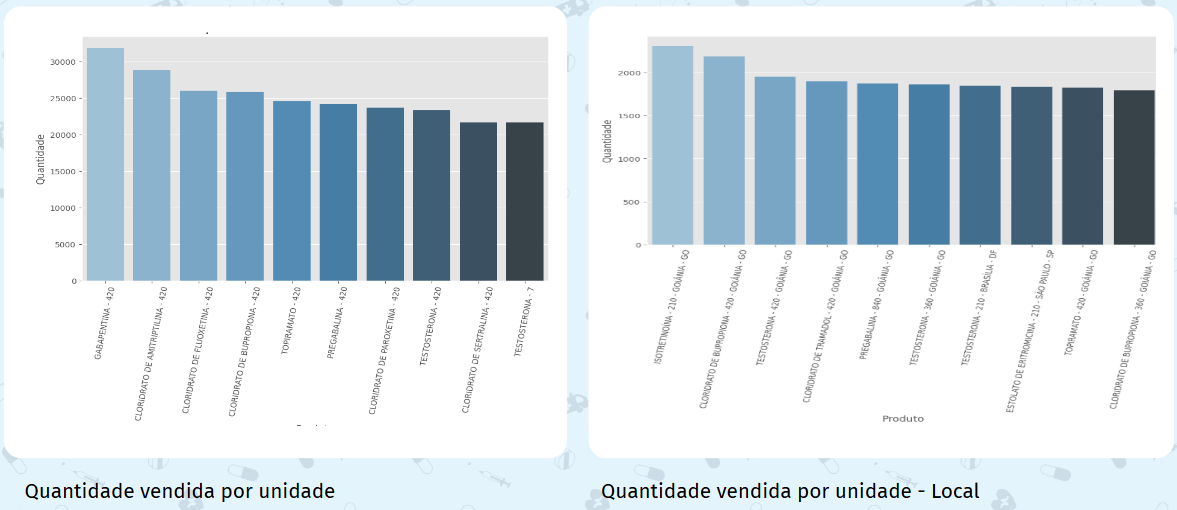 30000
25000
20000
15000
10000
5000
0
Quantidade
GABAPENTINA - 420
CLORIDRATO DE AMITRIPTILINA - 420
CLORIDRATO DE FLUOXETINA - 420
CLORIDRATO DE BUPROPIONA - 420
TOPIRAMATO - 420
PREGABALINA - 420
CLORIDRATO DE PAROXETINA - 420
TESTOSTERONA - 420
CLORIDRATO DE SERTRALINA - 420
TESTOSTERONA - 7
Quantidade vendida por unidade
2000
1500
1000
500
0
Quantidade
ISOTRETINOINA - 210 - GOIÂNIA - GO
CLORIDRATO DE BUPROPIONA - 420 - GOIÂNIA - GO
TESTOSTERONA - 420 - GOIÂNIA - GO
CLORIDRATO DE TRAMADOL - 420 - GOIÂNIA - GO
PREGABALINA - 840 - GOIÂNIA - GO
TESTOSTERONA - 360 - GOIÂNIA - GO
TESTOSTERONA - 210 - BRASILIA - DF
ESTOLATO DE ERITROMICINA - 210 - SÃO PAULO - SP
TOPIRAMATO - 420 - GOIÂNIA - GO
CLORIDRATO DE BUPROPIONA - 360 - GOIÂNIA - GO
Produto
Quantidade vendida por unidade - Local